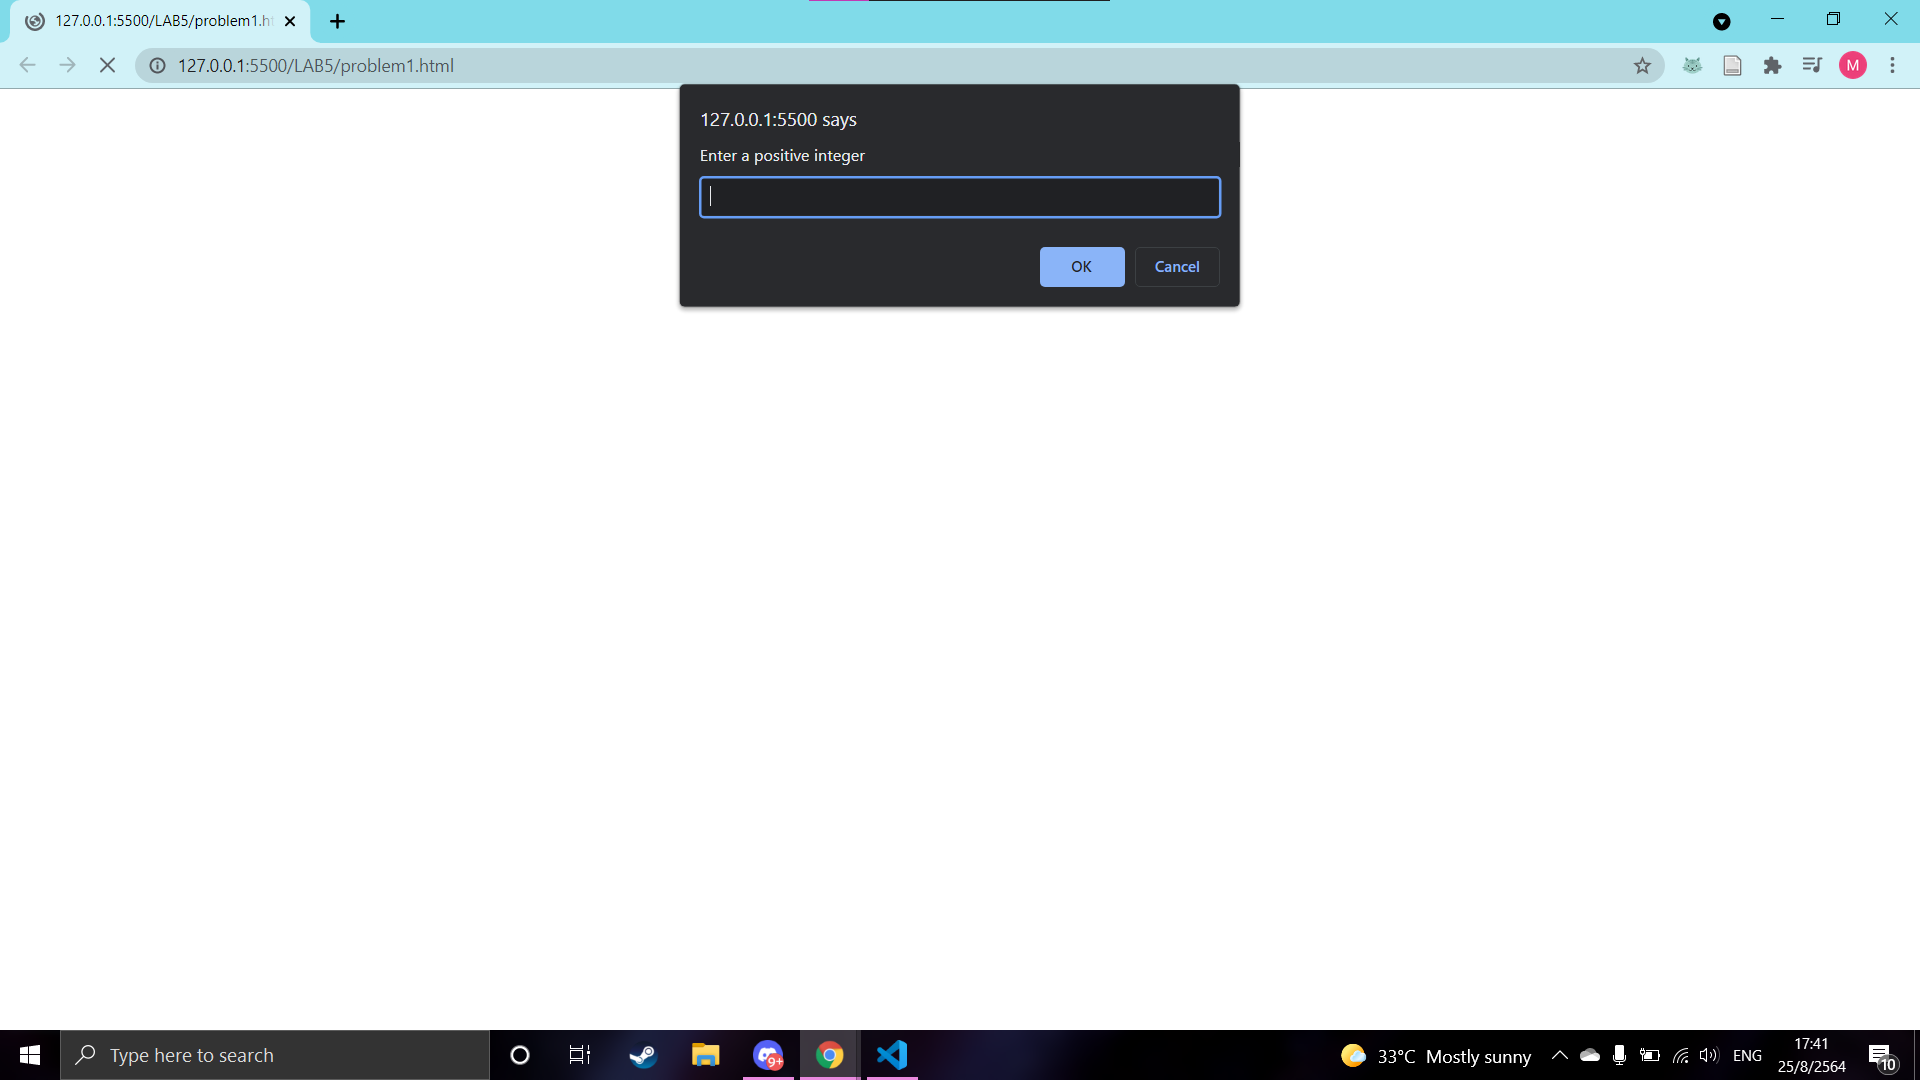 127.0.0.1:5500/LAB5/problem1.ht
127.0.0.1:5500/LAB5/problem1.html
M
127.0.0.1:5500 says
Enter a positive integer
OK
Cancel
Type here to search
9+
33°C Mostly sunny
ENG
17:41
25/8/2564
10